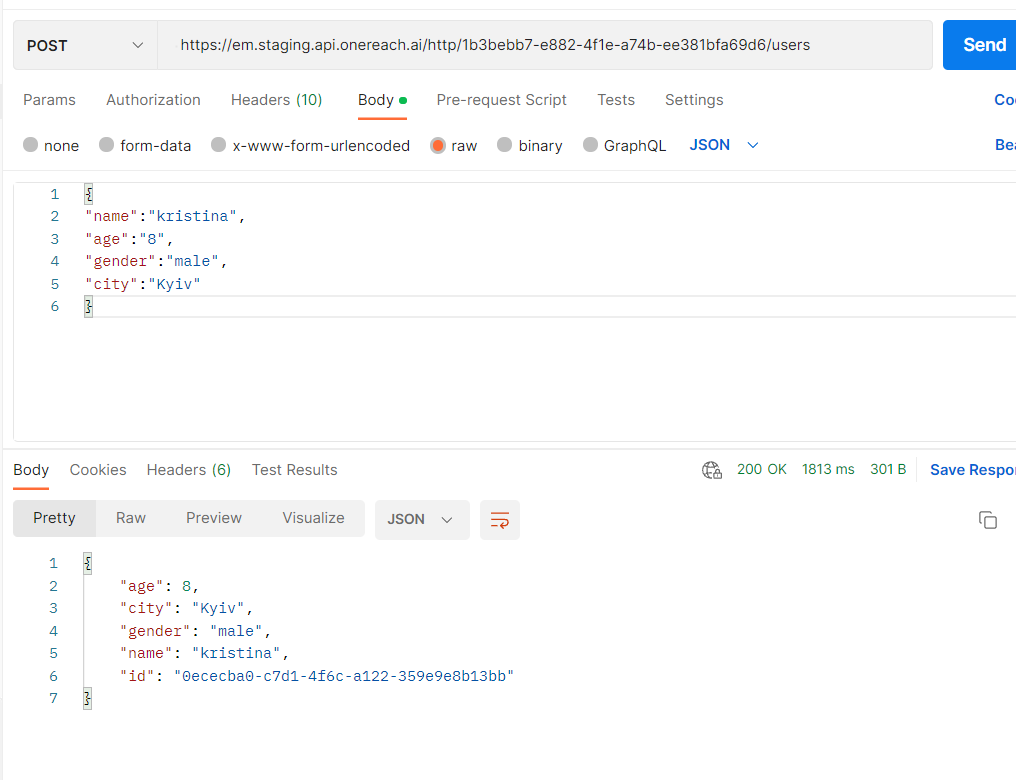 POST https://em.staging.api.onereach.ai/http/1b3bebb7-e882-4f1e-a74b-ee381bfa69d6/users Send
Params Authorization Headers (10) Body Pre-request Script Tests Settings Coo
none form-data x-www-form-urlencoded raw binary GraphQL JSON Bea
1 {
2 "name":"kristina",
3 "age":"8",
4 "gender":"male",
5 "city":"Kyiv"
6 }
Body Cookies Headers (6) Test Results 200 OK 1813 ms 301 B Save Respon
Pretty Raw Preview Visualize JSON
1 {
2 "age": 8,
3 "city": "Kyiv",
4 "gender": "male",
5 "name": "kristina",
6 "id": "0ececba0-c7d1-4f6c-a122-359e9e8b13bb"
7 }